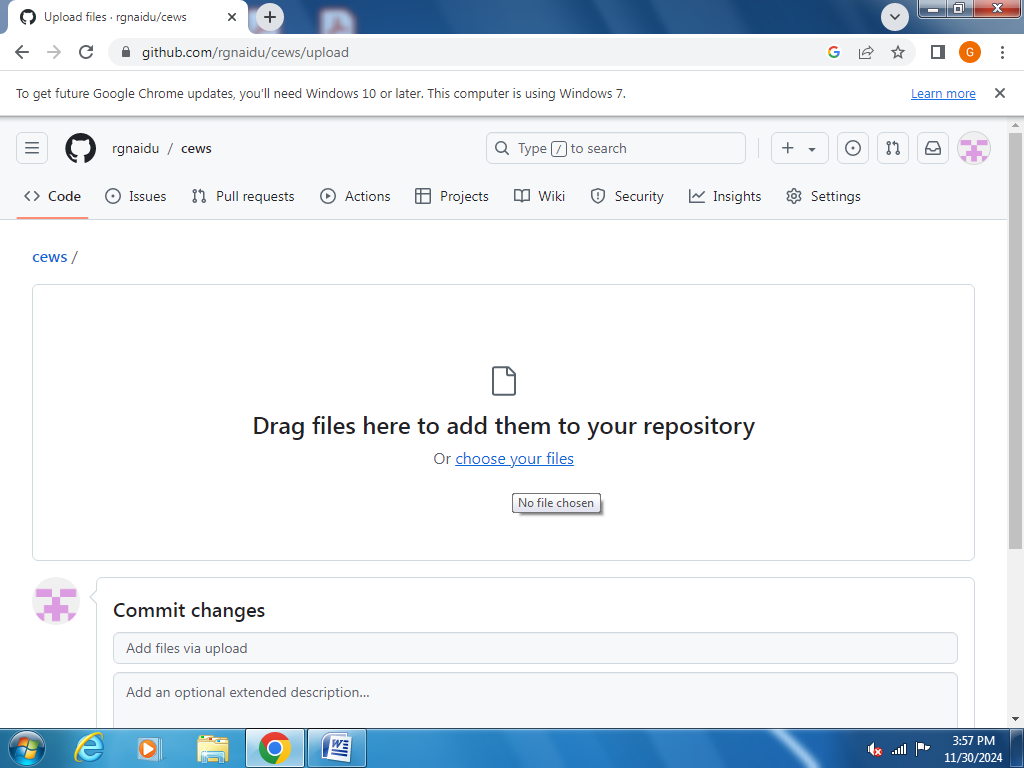 Upload files · rgnaidu/cews
github.com/rgnaidu/cews/upload
G
To get future Google Chrome updates, you'll need Windows 10 or later. This computer is using Windows 7.
Learn more
rgnaidu / cews
Type / to search
Code
Issues
Pull requests
Actions
Projects
Wiki
Security
Insights
Settings
cews /
Drag files here to add them to your repository
Or choose your files
No file chosen
Commit changes
Add files via upload
Add an optional extended description...
3:57 PM
11/30/2024